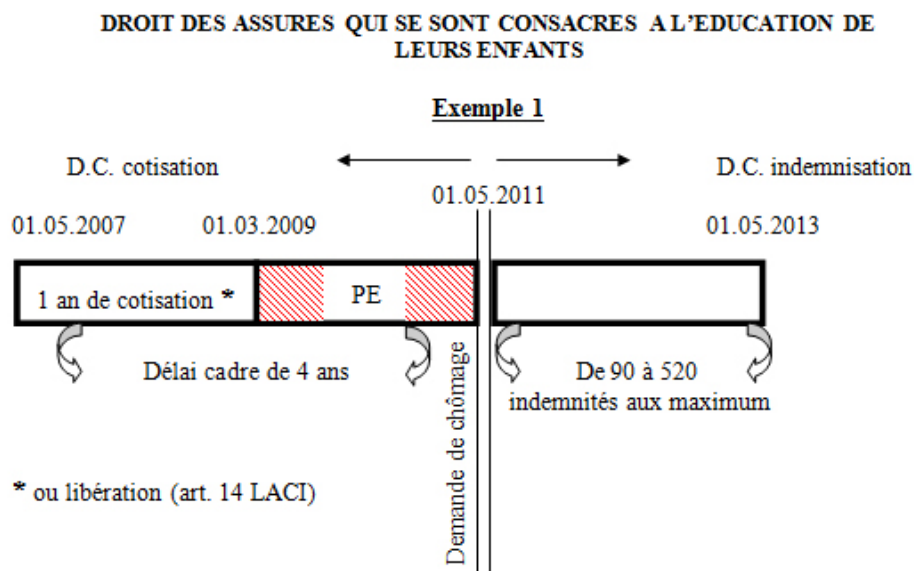 DROIT DES ASSURES QUI SE SONT CONSACRES A L'EDUCATION DE
LEURS ENFANTS
Exemple 1
D.C. cotisation
D.C. indemnisation
01.05.2011
01.05.2007
01.03.2009
01.05.2013
1 an de cotisation *
PE
Délai cadre de 4 ans
De 90 à 520
indemnités aux maximum
Demande de chômage
* ou libération (art. 14 LACI)